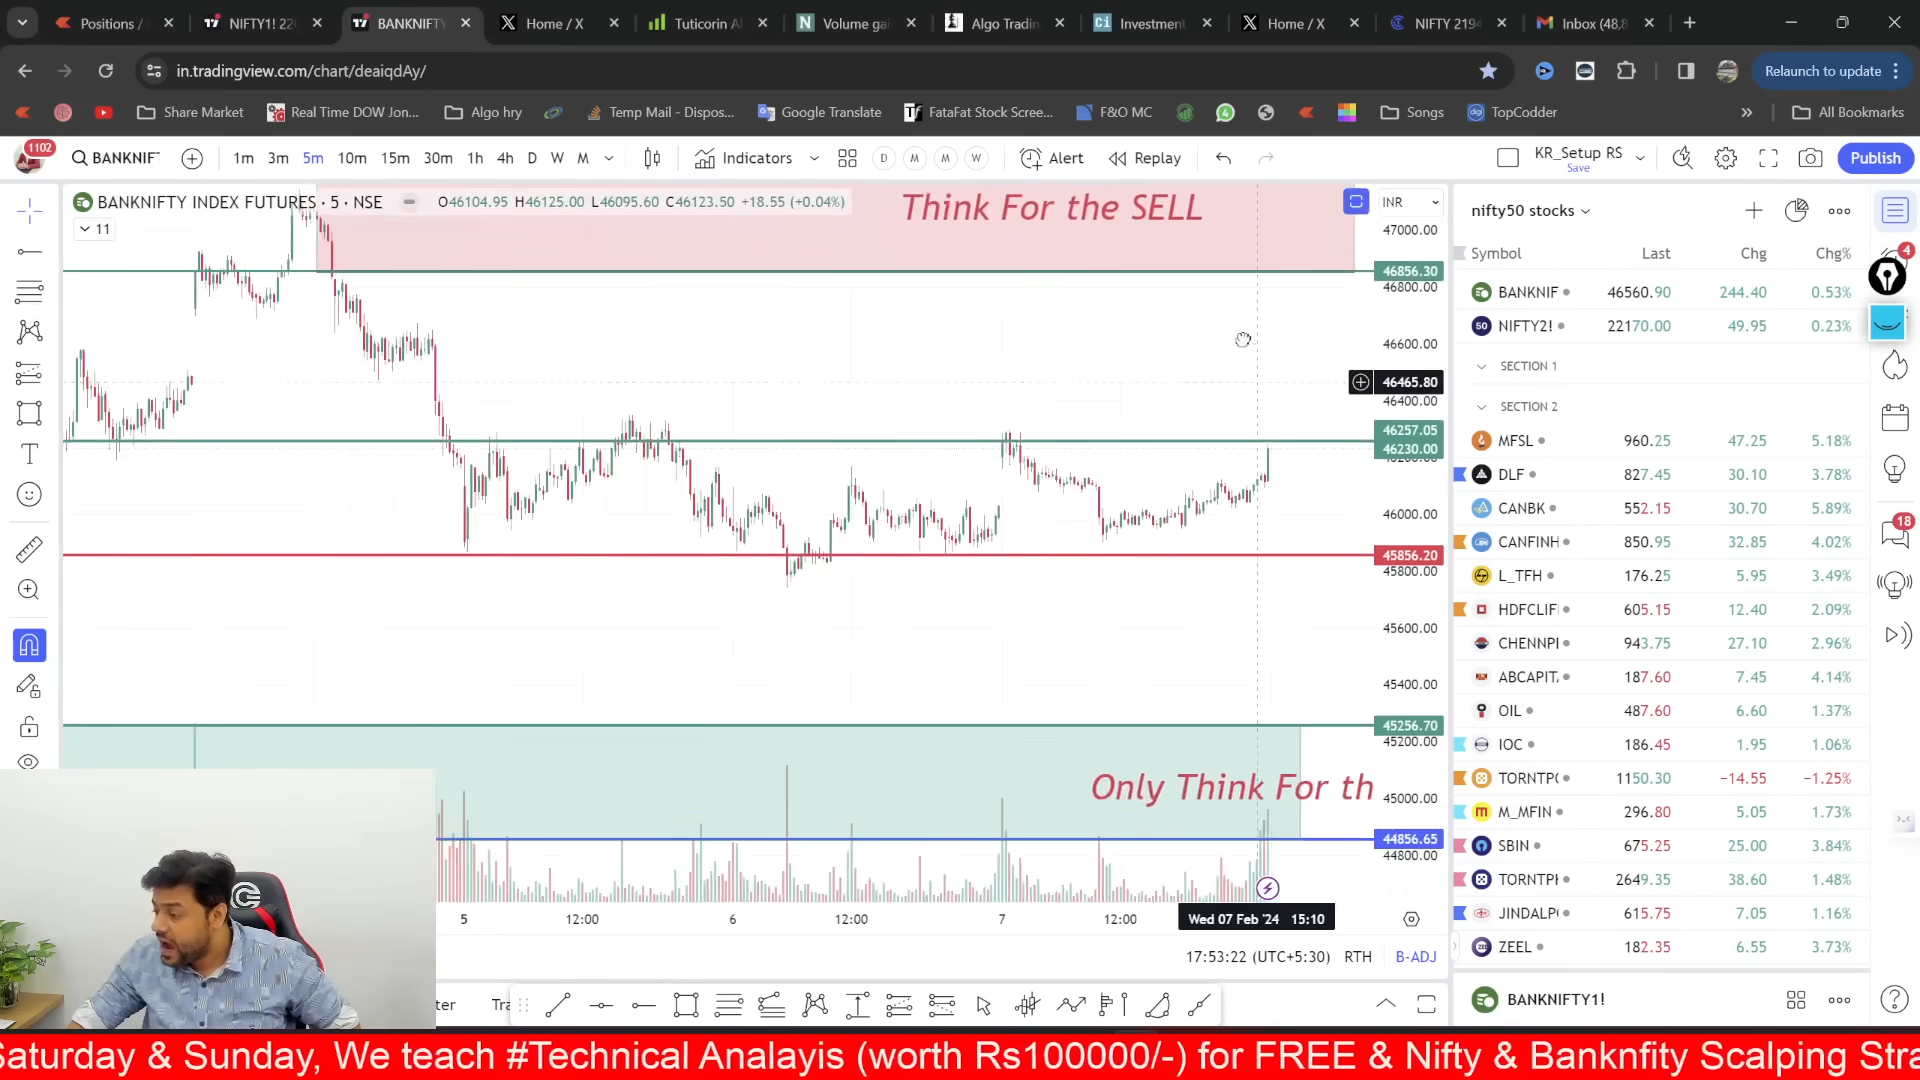 Positions /
NIFTY1! 220
BANKNIFTY
Home / X
Tuticorin Al
Volume gai
Algo Tradin
Investment
Home / X
NIFTY 2194
Inbox (48,8
in.tradingview.com/chart/deaiqdAy/
Relaunch to update
Share Market
Real Time DOW Jon...
Algo hry
Temp Mail - Dispos...
Google Translate
FataFat Stock Scree...
F&O MC
Songs
TopCodder
All Bookmarks
1102
BANKNIF
1m 3m 5m 10m 15m 30m 1h 4h D W M
Indicators
D M M W
Alert
Replay
KR_Setup RS
Save
Publish
BANKNIFTY INDEX FUTURES · 5 · NSE
O46104.95 H46125.00 L46095.60 C46123.50 +18.55 (+0.04%)
Think For the SELL
INR
11
47000.00
46856.30
46800.00
46600.00
46465.80
46400.00
46257.05
46230.00
46000.00
45856.20
45800.00
45600.00
45400.00
45256.70
45200.00
Only Think For th
45000.00
44856.65
44800.00
5 12:00 6 12:00 7 12:00
Wed 07 Feb '24 15:10
17:53:22 (UTC+5:30) RTH B-ADJ
nifty50 stocks
Symbol Last Chg Chg%
BANKNIF 46560.90 244.40 0.53%
NIFTY2! 22170.00 49.95 0.23%
SECTION 1
SECTION 2
MFSL 960.25 47.25 5.18%
DLF 827.45 30.10 3.78%
CANBK 552.15 30.70 5.89%
CANFINH 850.95 32.85 4.02%
L_TFH 176.25 5.95 3.49%
HDFCLIF 605.15 12.40 2.09%
CHENNPI 943.75 27.10 2.96%
ABCAPIT 187.60 7.45 4.14%
OIL 487.60 6.60 1.37%
IOC 186.45 1.95 1.06%
TORNTPC 1150.30 −14.55 −1.25%
M_MFIN 296.80 5.05 1.73%
SBIN 675.25 25.00 3.84%
TORNTPH 2649.35 38.60 1.48%
JINDALPO 615.75 7.05 1.16%
ZEEL 182.35 6.55 3.73%
BANKNIFTY1!
4
18
Saturday & Sunday, We teach #Technical Analayis (worth Rs100000/-) for FREE & Nifty & Banknfity Scalping Stra